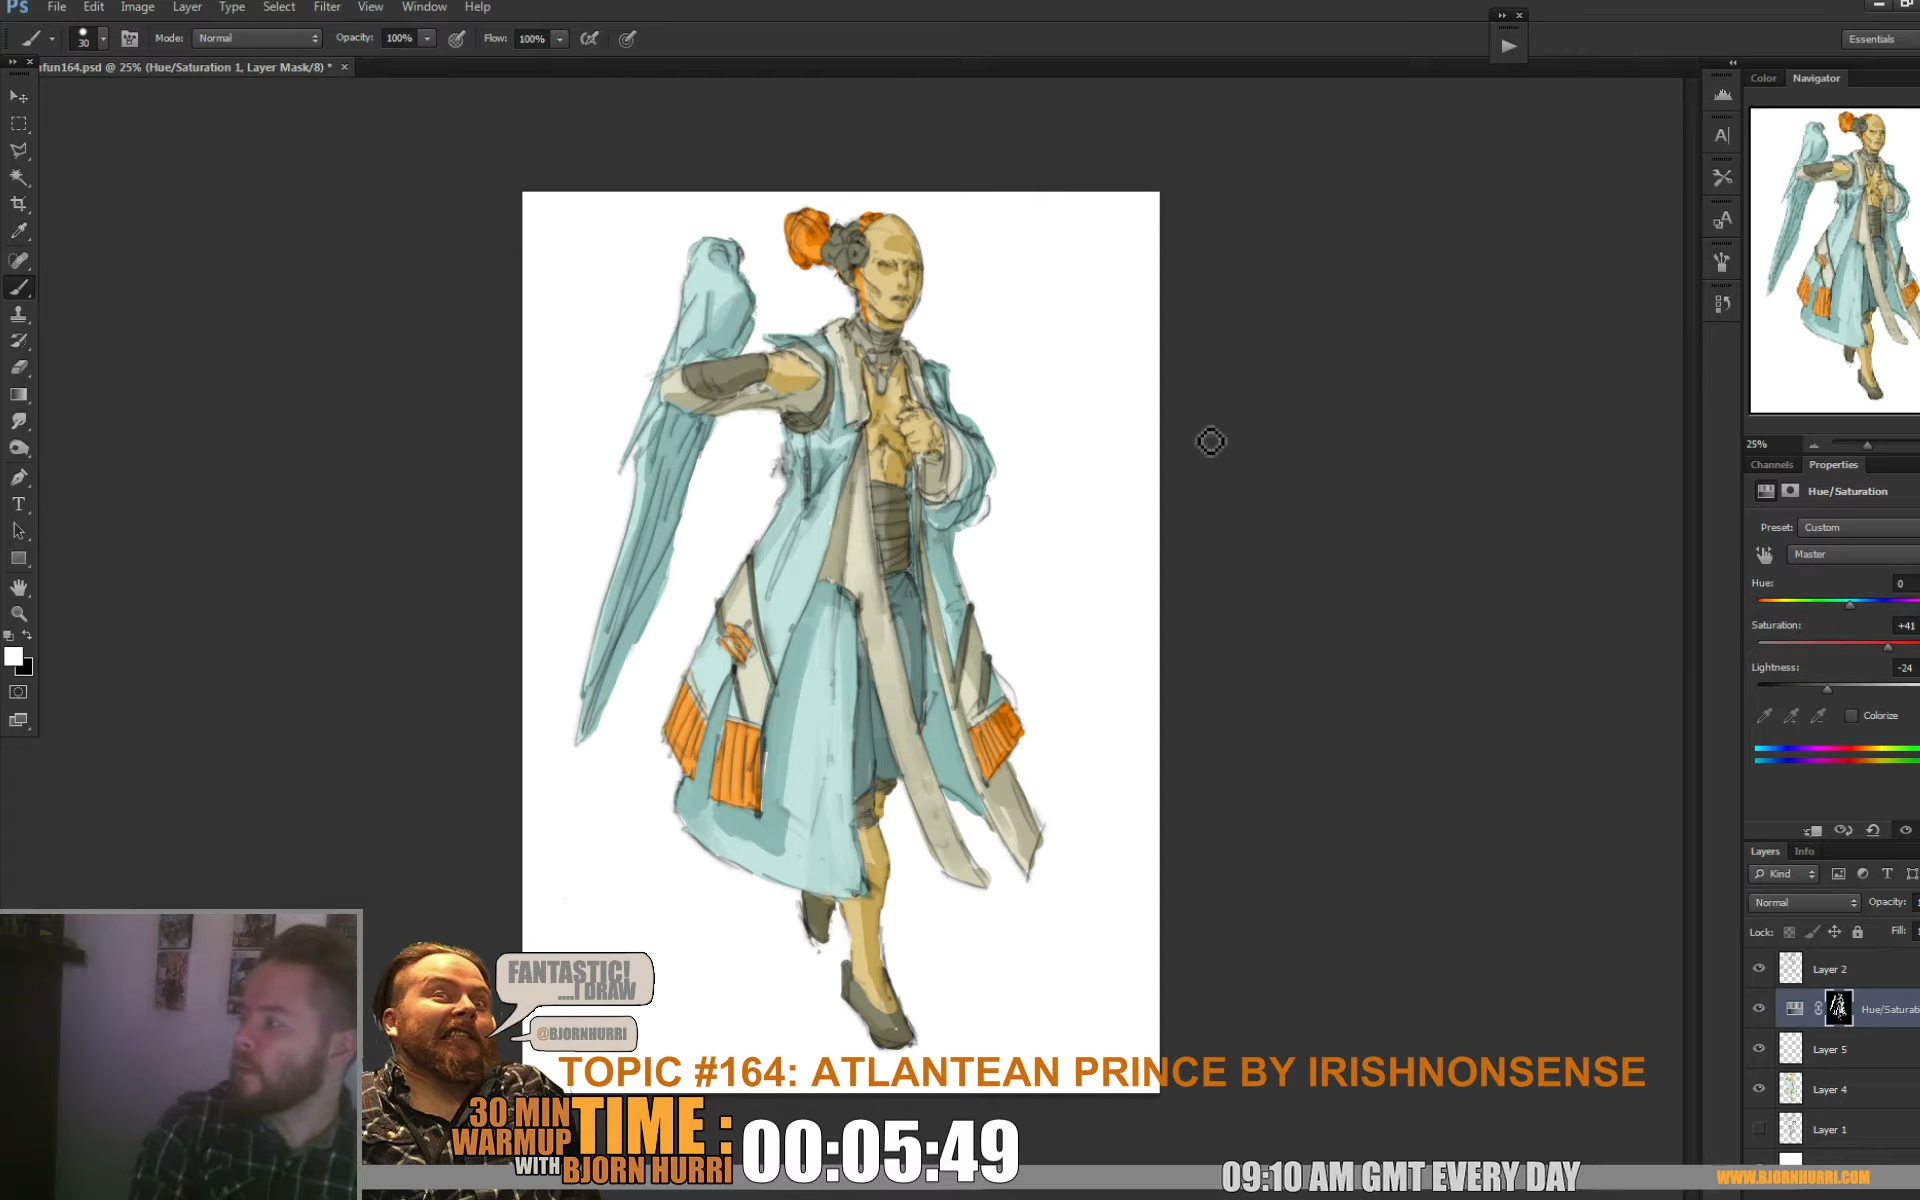 Ps File Edit Image Layer Type Select Filter View Window Help
30 Mode: Normal Opacity: 100% Flow: 100% Essentials
fun164.psd @ 25% (Hue/Saturation 1, Layer Mask/8) * ×
Color Navigator
25%
Channels Properties
Hue/Saturation
Preset: Custom
Master
Hue: 0
Saturation: +41
Lightness: -24
Colorize
Layers Info
Kind
Normal Opacity:
Lock: Fill:
Layer 2
Hue/Saturati
Layer 5
Layer 4
Layer 1
FANTASTIC!
....I DRAW
@BJORNHURRI
TOPIC #164: ATLANTEAN PRINCE BY IRISHNONSENSE
30 MIN
WARMUP
WITH BJORN HURRI
TIME: 00:05:49
09:10 AM GMT EVERY DAY
WWW.BJORNHURRI.COM